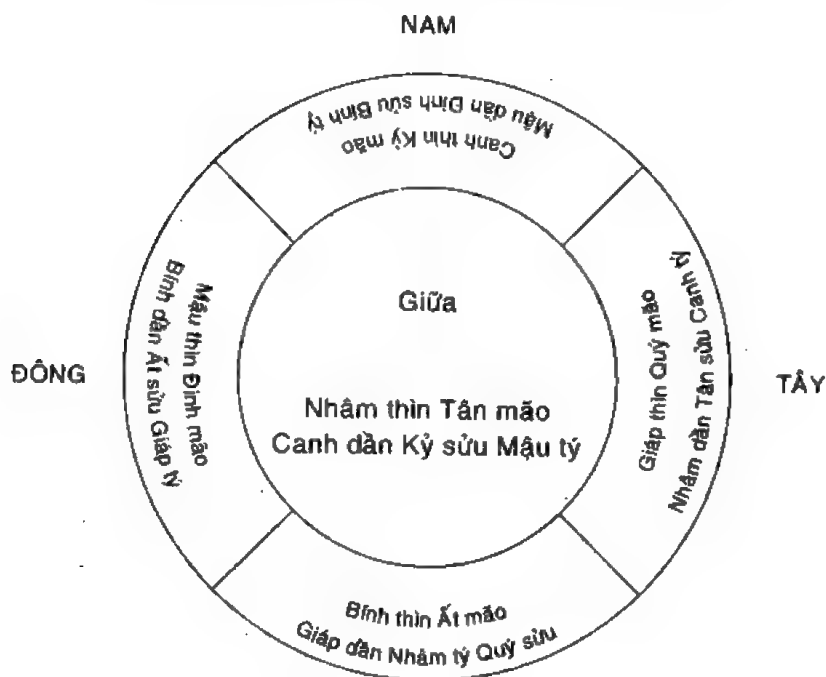 NAM
Mậu dần Đinh sửu Bính tý
Canh thìn Kỷ mão
ĐÔNG
Mậu thìn Đinh mão
Bính dần Ất sửu Giáp tý
Giữa
Nhâm thìn Tân mão
Canh dần Kỷ sửu Mậu tý
Giáp thìn Quý mão
Nhâm dần Tân sửu Canh tý
TÂY
Bính thìn Ất mão
Giáp dần Nhâm tý Quý sửu